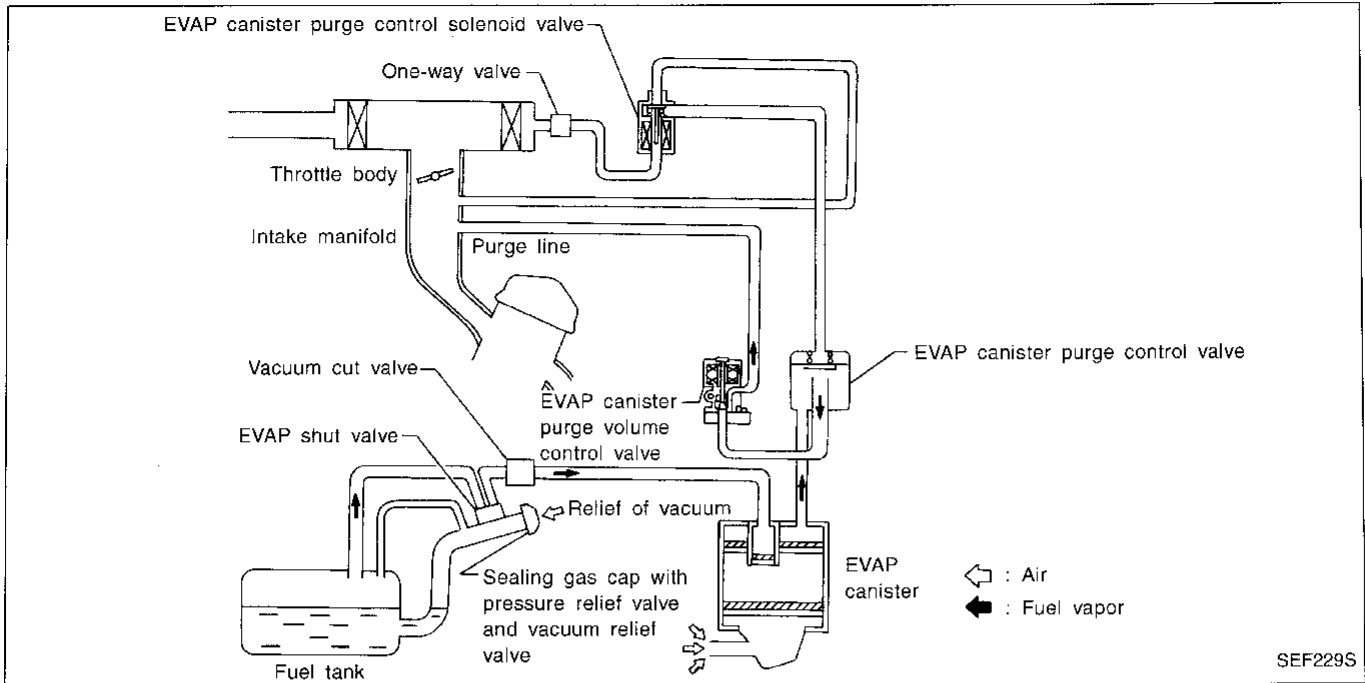 EVAP canister purge control solenoid valve
One-way valve
Throttle body
Intake manifold
Purge line
EVAP canister purge control valve
Vacuum cut valve
EVAP canister
purge volume
control valve
EVAP shut valve
Relief of vacuum
Sealing gas cap with
pressure relief valve
and vacuum relief
valve
EVAP
canister
: Air
: Fuel vapor
Fuel tank
SEF229S